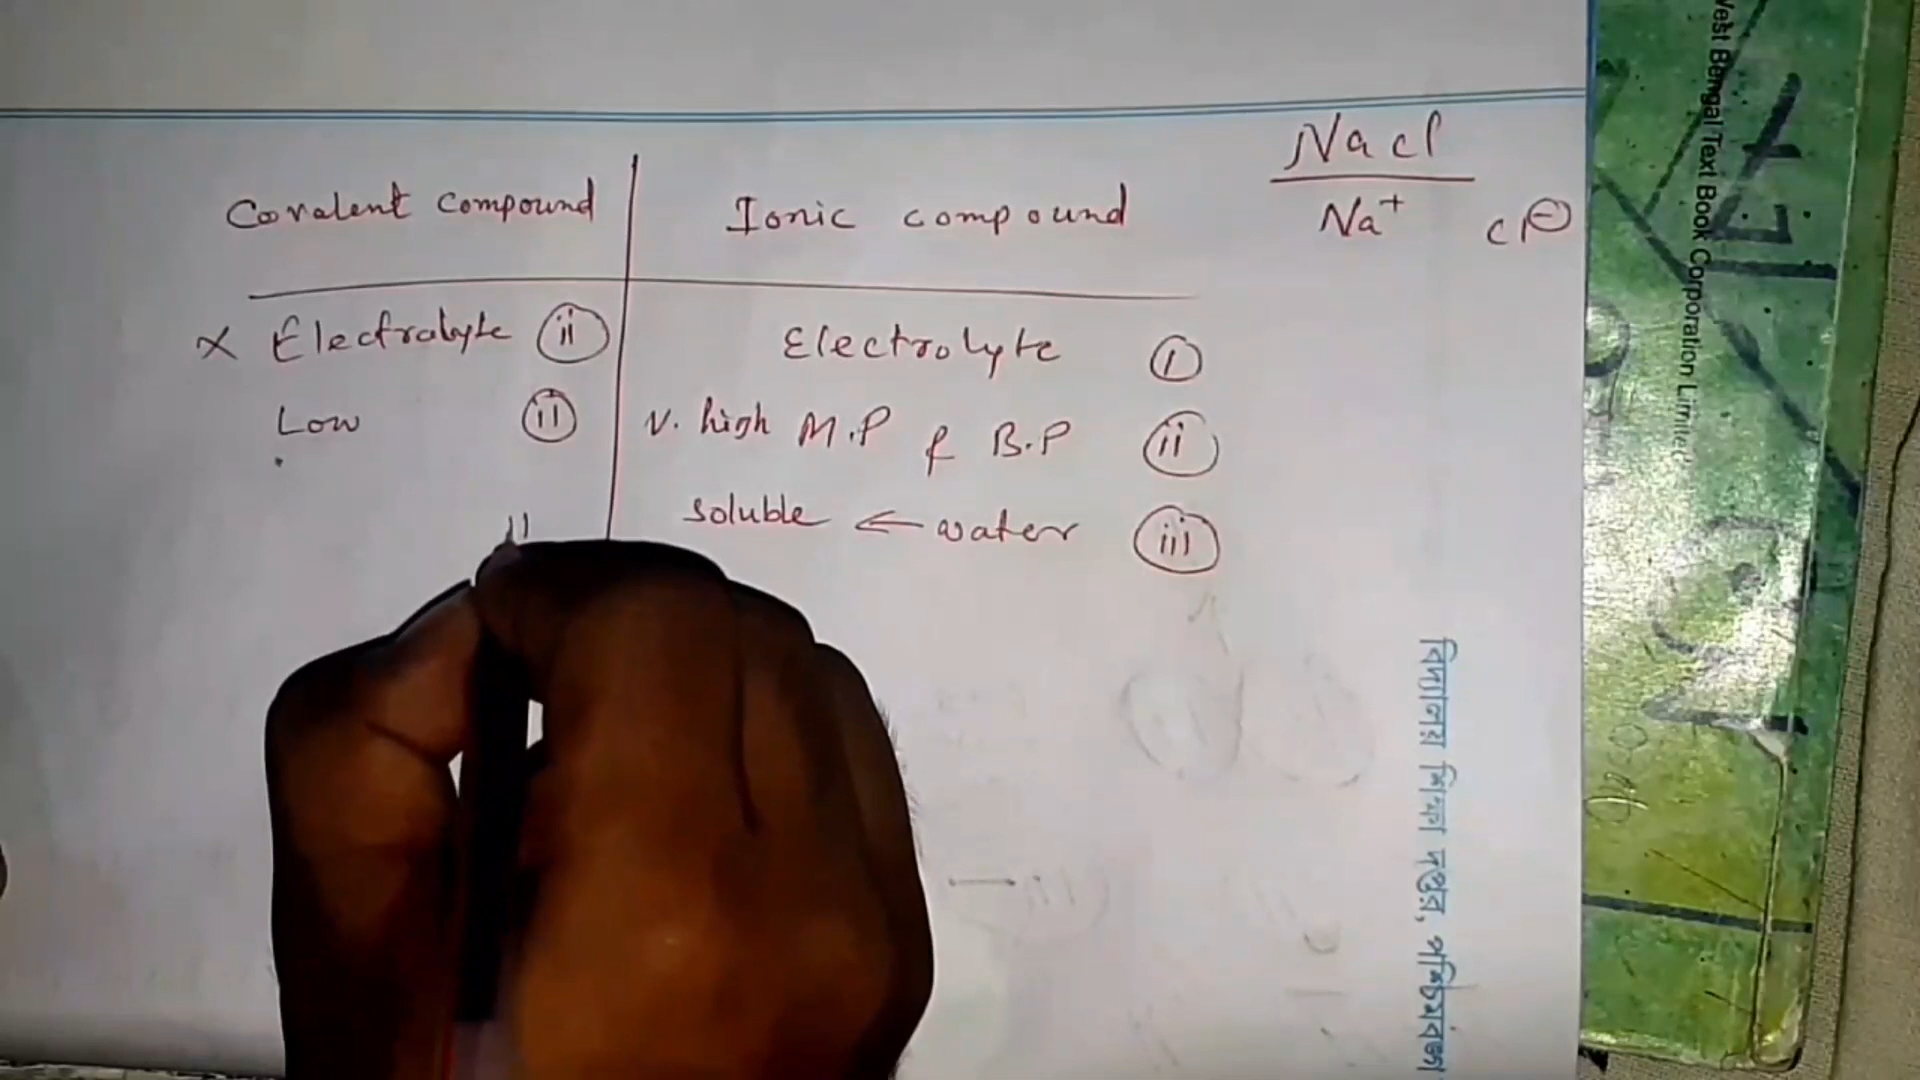 NaCl
Na+ Cl⊖
Covalent compound Ionic compound
× Electralyte (ii) Electrolyte (i)
Low (ii) v. high M.P & B.P (ii)
soluble ← water (iii)
বিদ্যালয় শিক্ষা দপ্তর, পশ্চিমবঙ্গ
West Bengal Text Book Corporation Limited